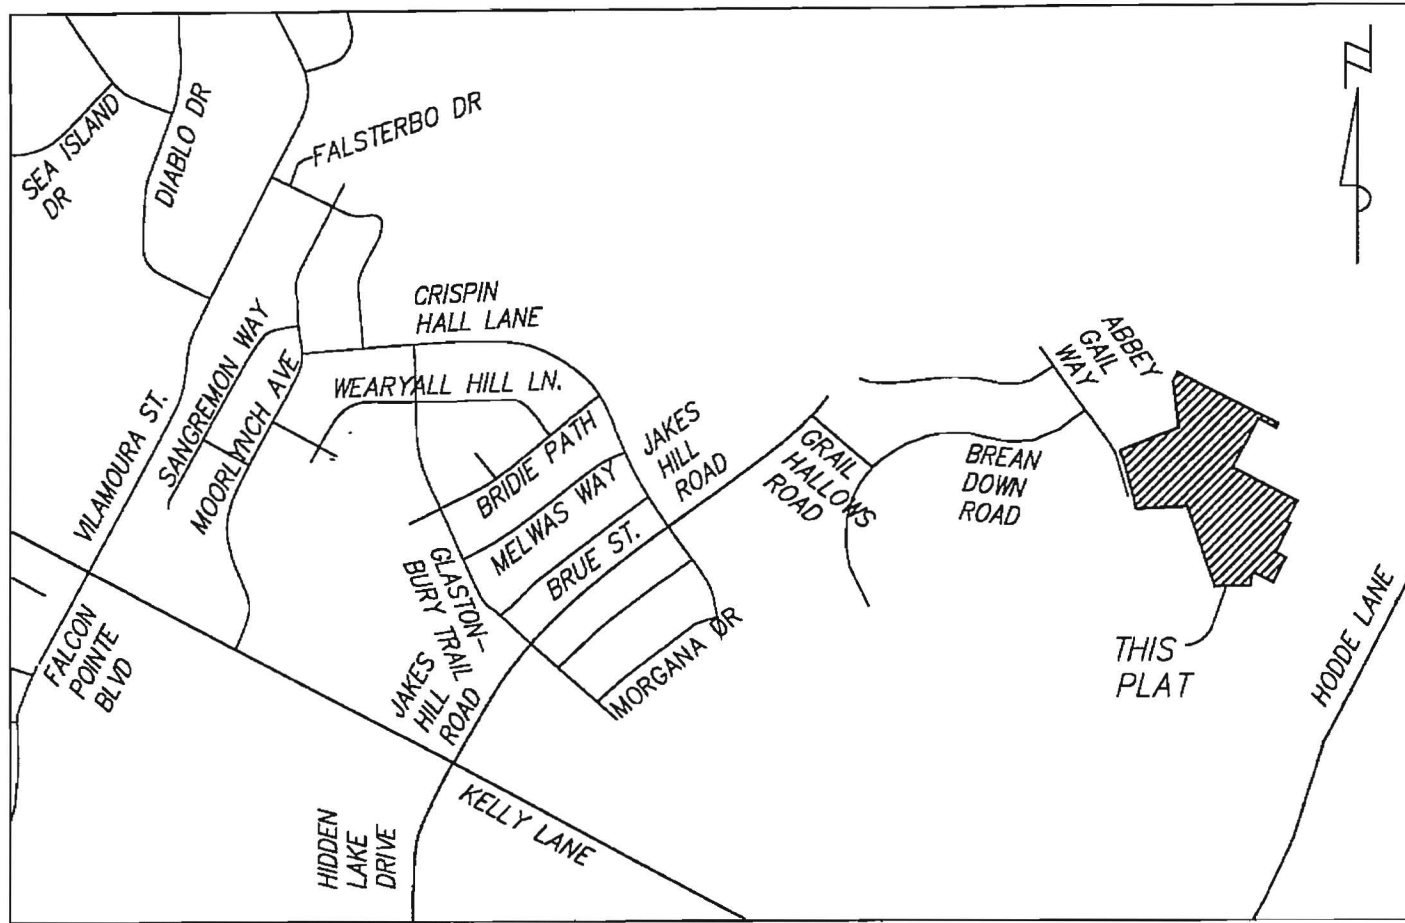 SEA ISLAND
DR
DIABLO DR
FALSTERBO DR
CRISPIN
HALL LANE
SANGREMON WAY
MOORLYNCH AVE
WEARYALL HILL LN.
VILAMOURA ST.
BRIDIE PATH
MELWAS WAY
BRUE ST.
JAKES
HILL
ROAD
GRAIL
HALLOWS
ROAD
BREAN
DOWN
ROAD
ABBEY
GAIL
WAY
GLASTON-
BURY TRAIL
JAKES
HILL
ROAD
MORGANA DR
FALCON
POINTE
BLVD
THIS
PLAT
HODDE LANE
KELLY LANE
HIDDEN
LAKE
DRIVE
N